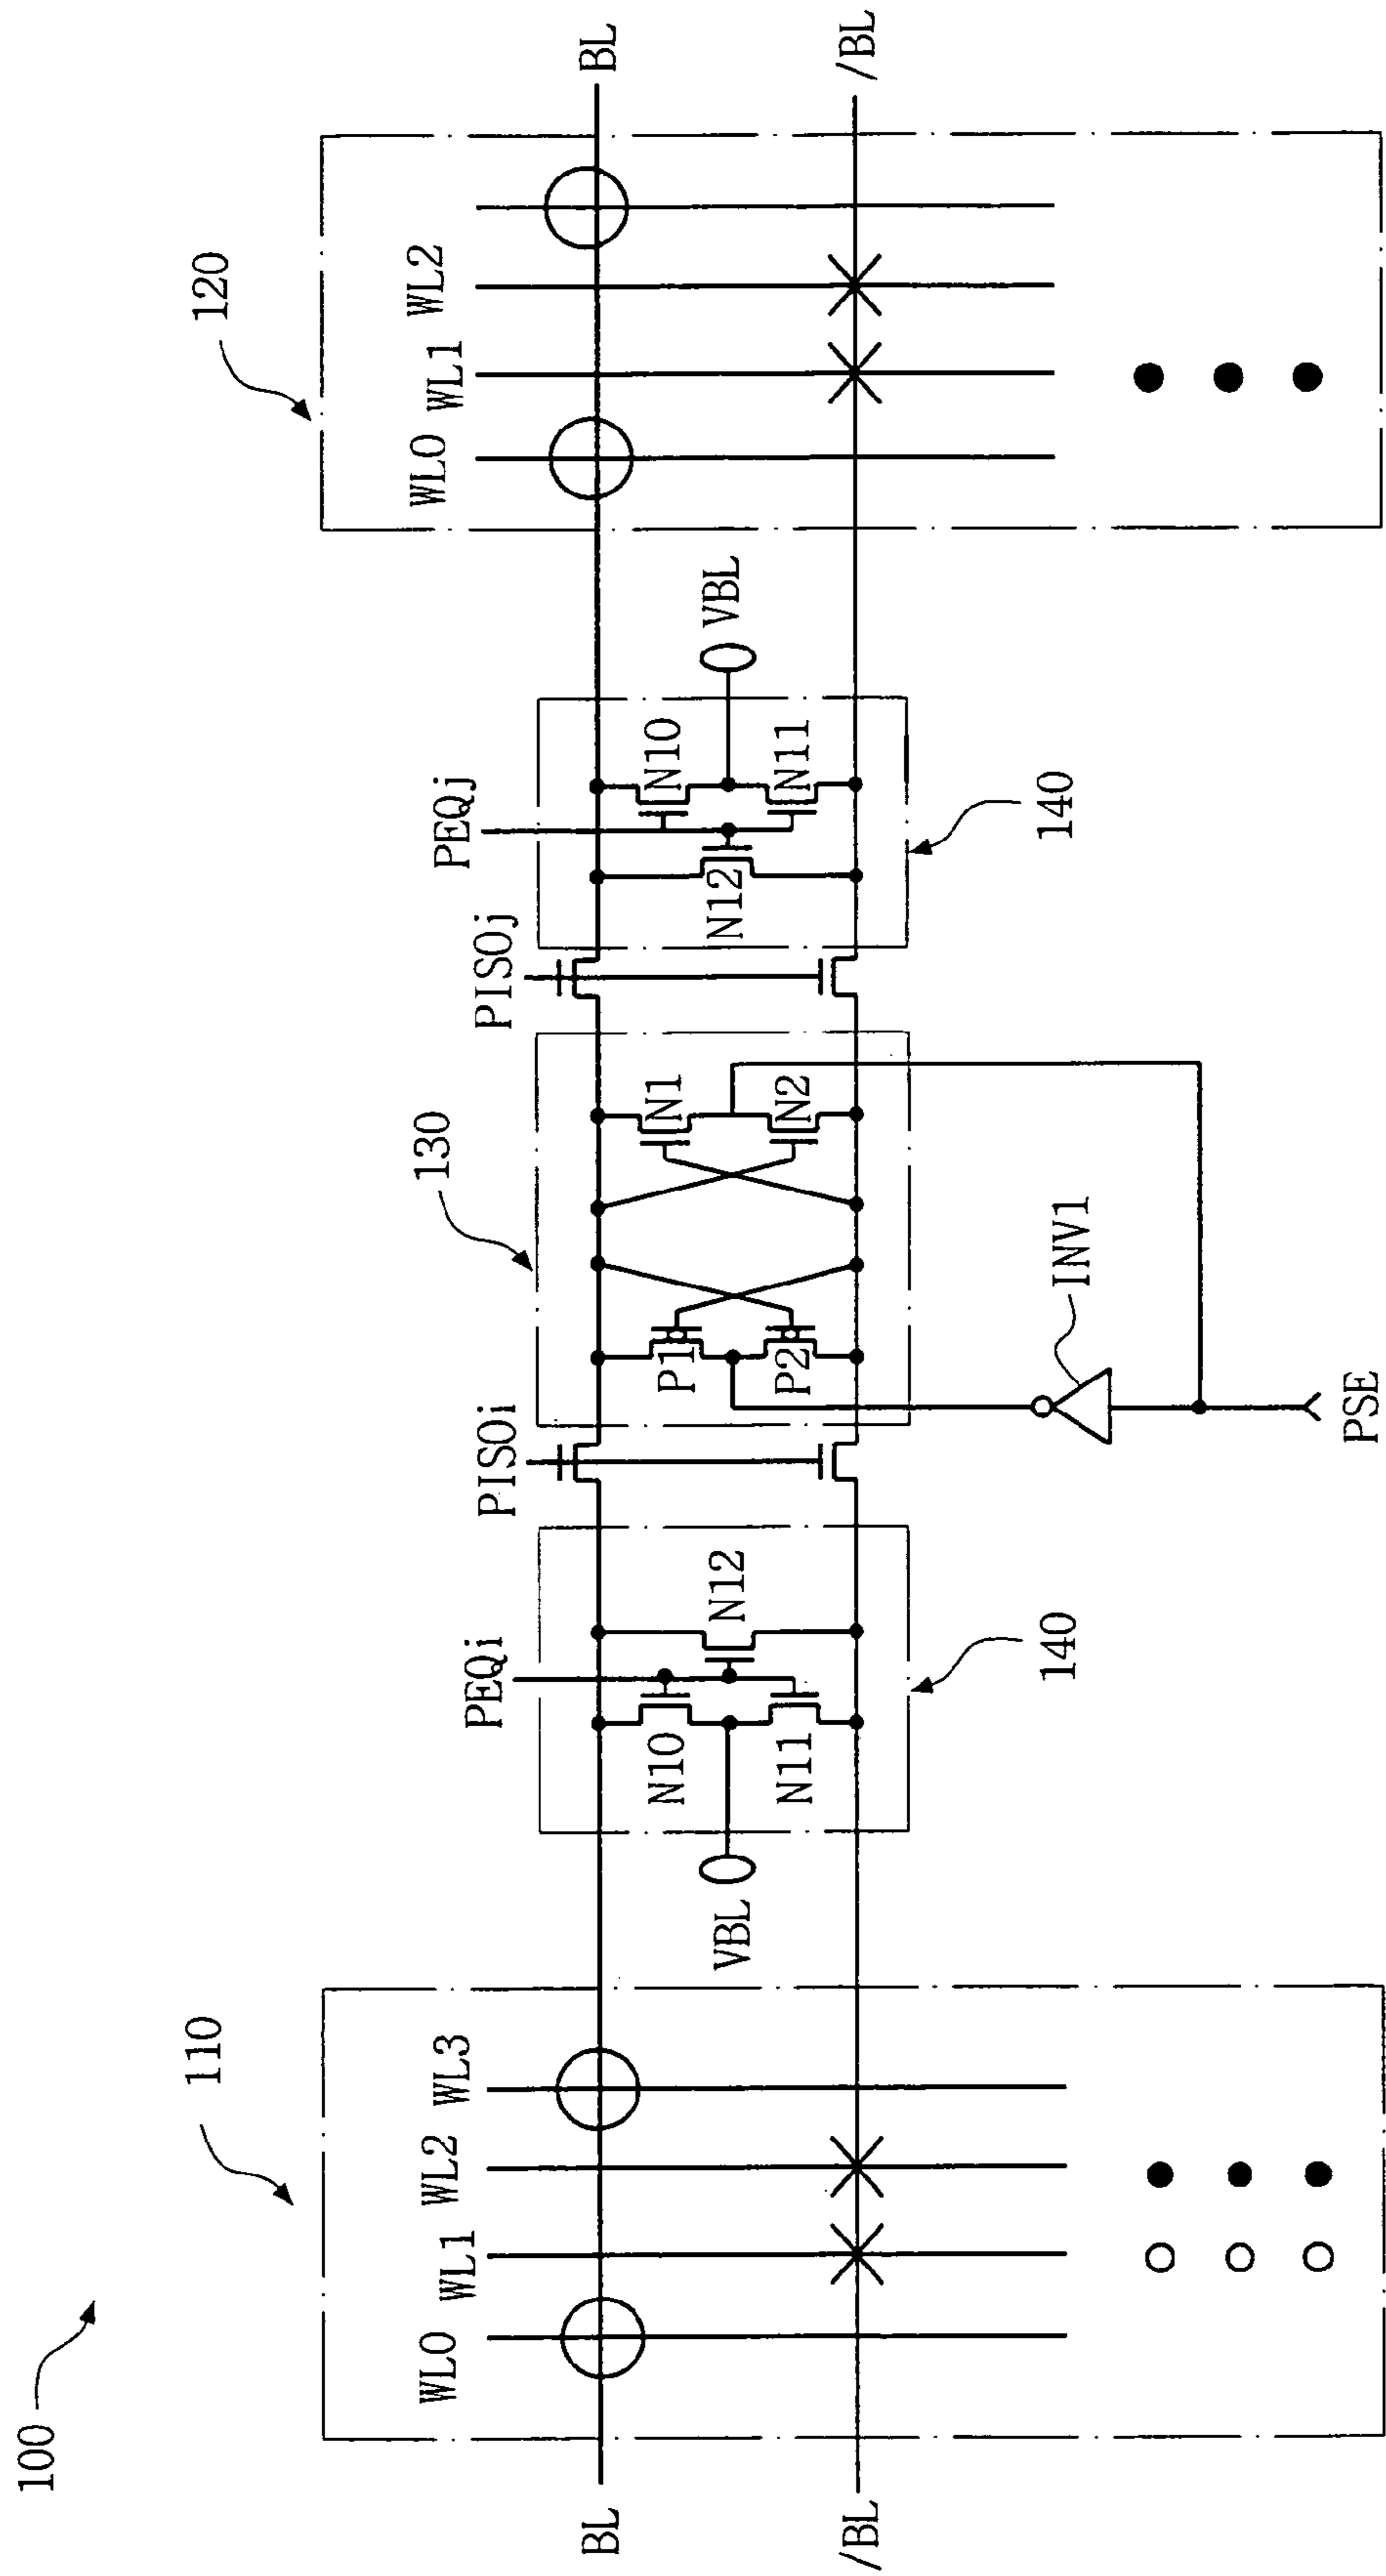 100
110
120
WL0
WL1
WL2
WL3
PEQi
PISOi
130
PISOj
PEQj
WL0
WL1
WL2
BL
BL
N10
N12
VBL
N11
P1
P2
N1
N2
N12
N10
N11
VBL
/BL
/BL
140
INV1
140
PSE